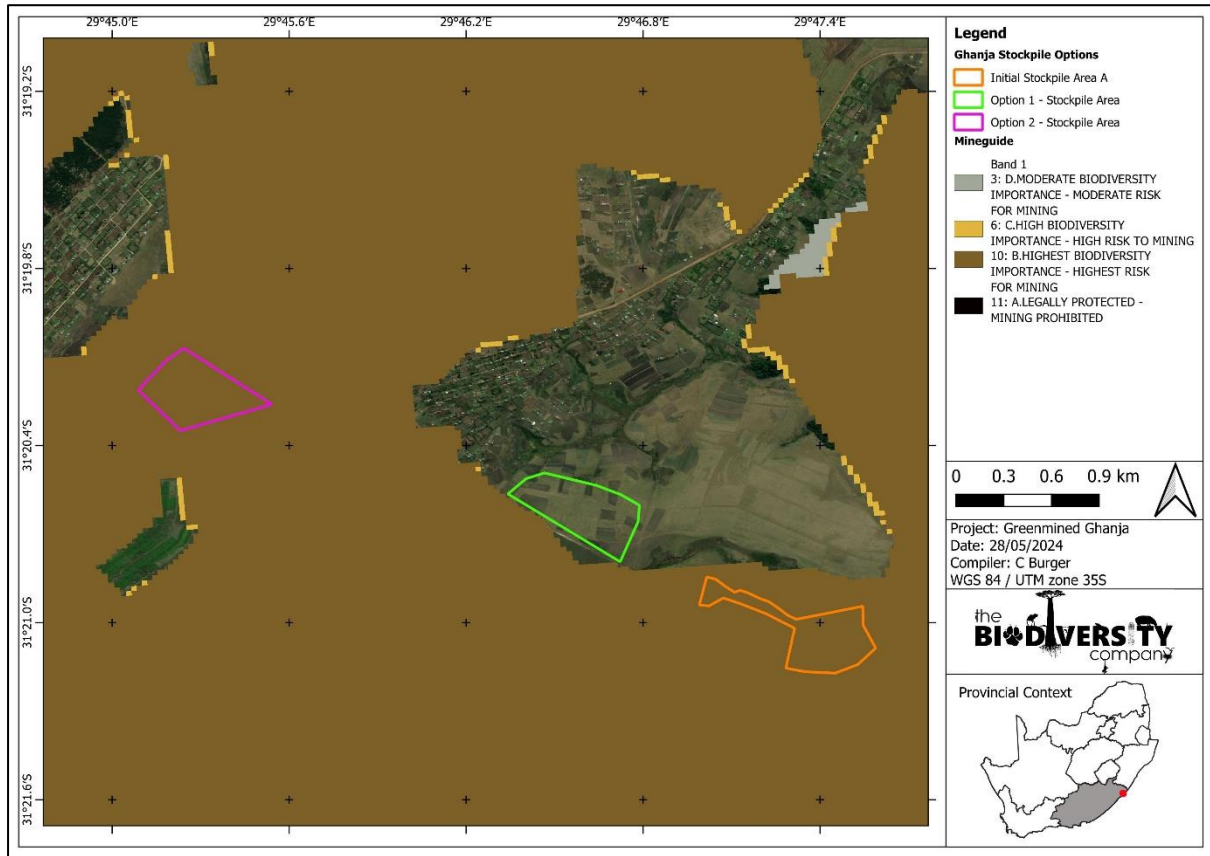 29°45.0'E
29°45.6'E
29°46.2'E
29°46.8'E
29°47.4'E
31°19.2'S
31°19.8'S
31°20.4'S
31°21.0'S
31°21.6'S
Legend
Ghanja Stockpile Options
Initial Stockpile Area A
Option 1 - Stockpile Area
Option 2 - Stockpile Area
Mineguide
Band 1
3: D.MODERATE BIODIVERSITY
IMPORTANCE - MODERATE RISK
FOR MINING
6: C.HIGH BIODIVERSITY
IMPORTANCE - HIGH RISK TO MINING
10: B.HIGHEST BIODIVERSITY
IMPORTANCE - HIGHEST RISK
FOR MINING
11: A.LEGALLY PROTECTED -
MINING PROHIBITED
0 0.3 0.6 0.9 km
Project: Greenmined Ghanja
Date: 28/05/2024
Compiler: C Burger
WGS 84 / UTM zone 35S
the
BIODIVERSITY
company
Provincial Context